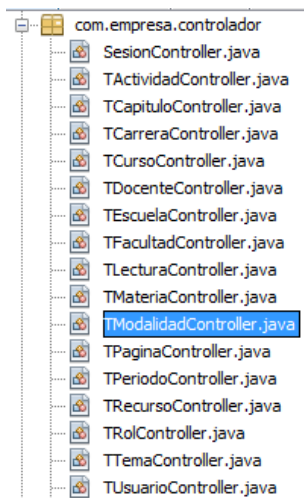 com.empresa.controlador
SesionController.java
TActividadController.java
TCapituloController.java
TCarreraController.java
TCursoController.java
TDocenteController.java
TEscuelaController.java
TFacultadController.java
TLecturaController.java
TMateriaController.java
TModalidadController.java
TPaginaController.java
TPeriodoController.java
TRecursoController.java
TRolController.java
TTemaController.java
TUsuarioController.java